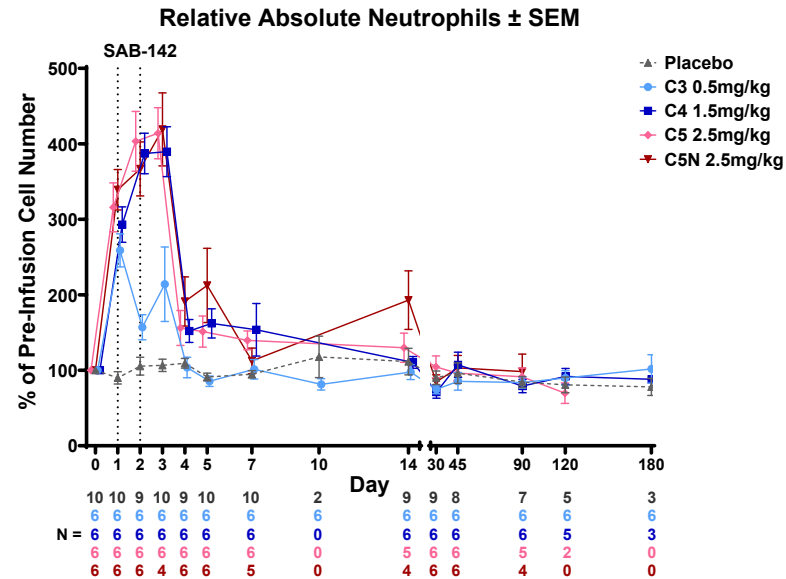 Relative Absolute Neutrophils ± SEM
SAB-142
% of Pre-Infusion Cell Number
500
400
300
200
100
0
Placebo
C3 0.5mg/kg
C4 1.5mg/kg
C5 2.5mg/kg
C5N 2.5mg/kg
0 1 2 3 4 5 7 10 14 30 45 90 120 180
Day
10 10 9 10 9 10 10 2 9 9 8 7 5 3
6 6 6 6 6 6 6 6 6 6 6 6 6 6
N = 6 6 6 6 6 6 6 0 6 6 6 6 5 3
6 6 6 6 6 6 6 0 5 6 6 5 2 0
6 6 6 4 6 6 5 0 4 6 6 4 0 0